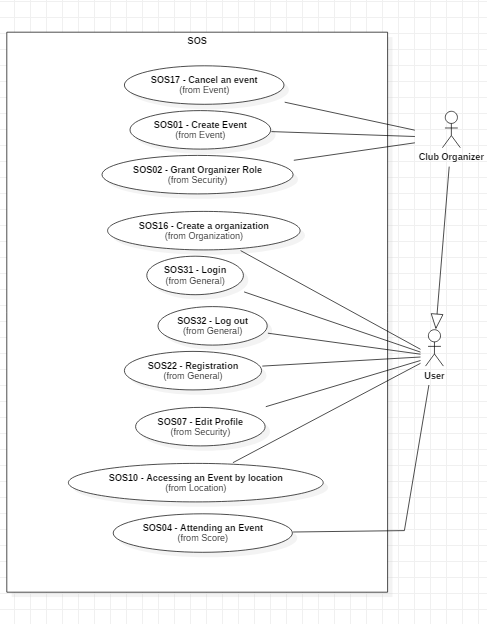 SOS
SOS17 - Cancel an event
(from Event)
SOS01 - Create Event
(from Event)
Club Organizer
SOS02 - Grant Organizer Role
(from Security)
SOS16 - Create a organization
(from Organization)
SOS31 - Login
(from General)
SOS32 - Log out
(from General)
SOS22 - Registration
(from General)
User
SOS07 - Edit Profile
(from Security)
SOS10 - Accessing an Event by location
(from Location)
SOS04 - Attending an Event
(from Score)